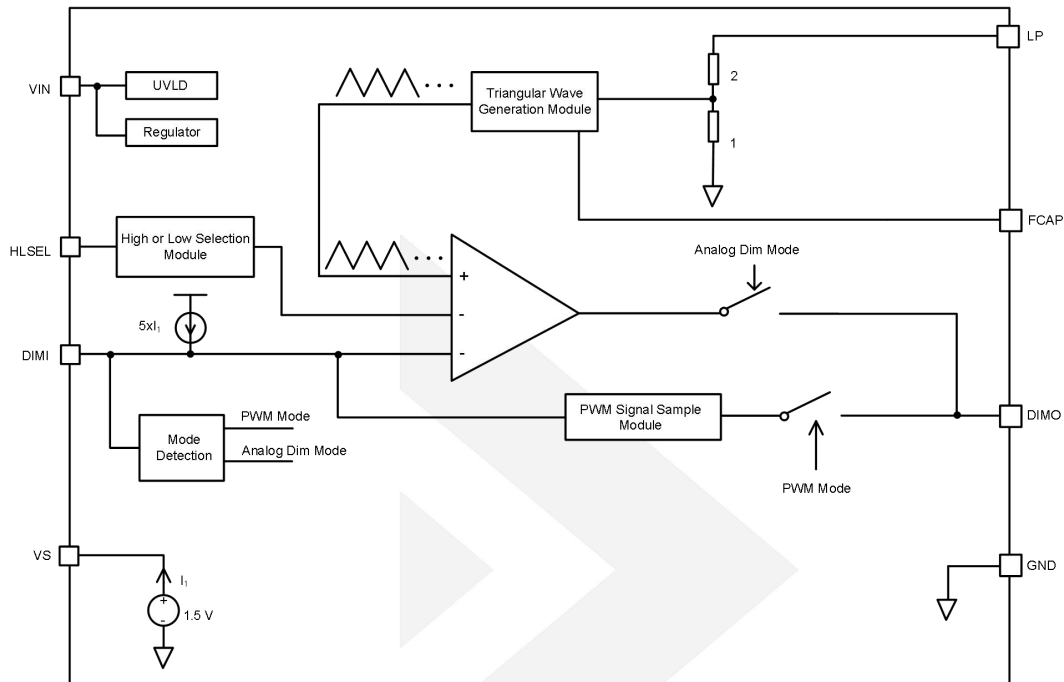 LP
VIN
UVLD
Regulator
• • •
Triangular Wave
Generation Module
2
1
FCAP
HLSEL
High or Low Selection
Module
• • •
+
-
-
Analog Dim Mode
5xI₁
DIMI
PWM Signal Sample
Module
DIMO
PWM Mode
Mode
Detection
PWM Mode
Analog Dim Mode
VS
I₁
+
-
1.5 V
GND